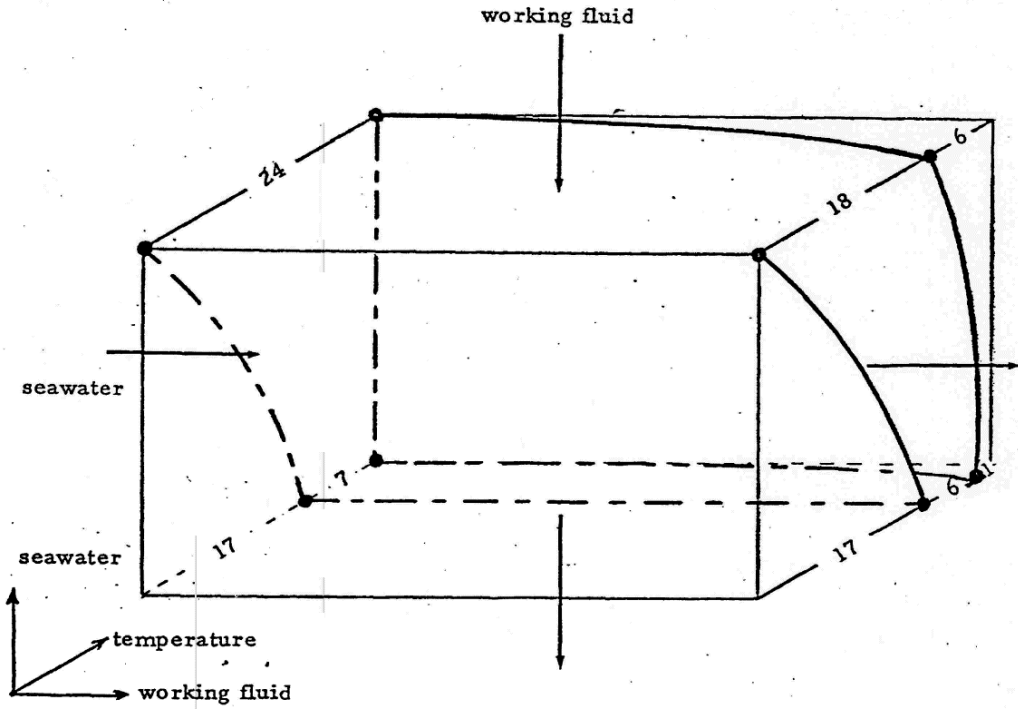 working fluid
6
24
18
seawater
7
6
1
17
17
seawater
temperature
working fluid